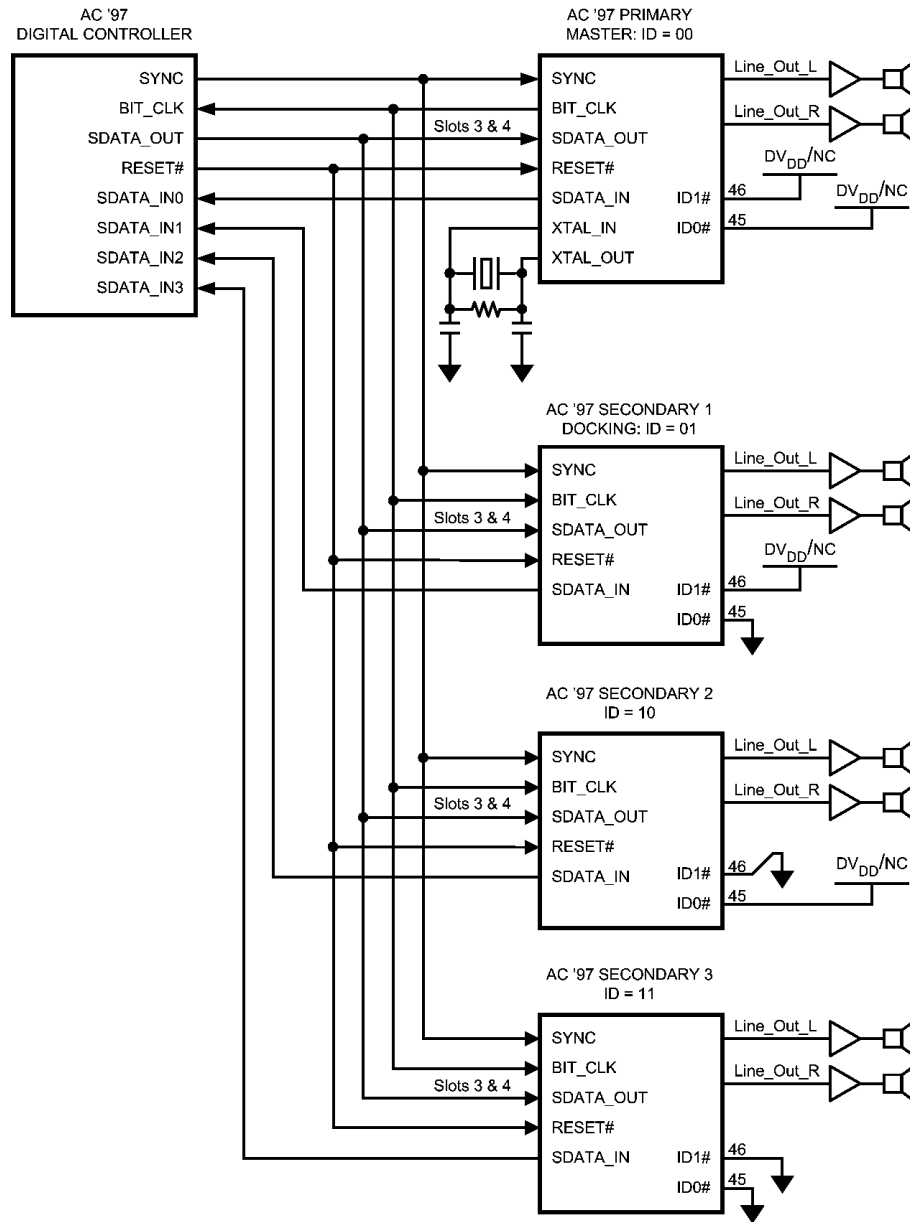 AC '97
DIGITAL CONTROLLER
SYNC
BIT_CLK
SDATA_OUT
RESET#
SDATA_IN0
SDATA_IN1
SDATA_IN2
SDATA_IN3
AC '97 PRIMARY
MASTER: ID = 00
Slots 3 & 4
SYNC
BIT_CLK
SDATA_OUT
RESET#
SDATA_IN
XTAL_IN
XTAL_OUT
ID1#
ID0#
46
45
Line_Out_L
Line_Out_R
DVDD/NC
DVDD/NC
AC '97 SECONDARY 1
DOCKING: ID = 01
Slots 3 & 4
SYNC
BIT_CLK
SDATA_OUT
RESET#
SDATA_IN
ID1#
ID0#
46
45
Line_Out_L
Line_Out_R
DVDD/NC
AC '97 SECONDARY 2
ID = 10
Slots 3 & 4
SYNC
BIT_CLK
SDATA_OUT
RESET#
SDATA_IN
ID1#
ID0#
46
45
Line_Out_L
Line_Out_R
DVDD/NC
AC '97 SECONDARY 3
ID = 11
Slots 3 & 4
SYNC
BIT_CLK
SDATA_OUT
RESET#
SDATA_IN
ID1#
ID0#
46
45
Line_Out_L
Line_Out_R